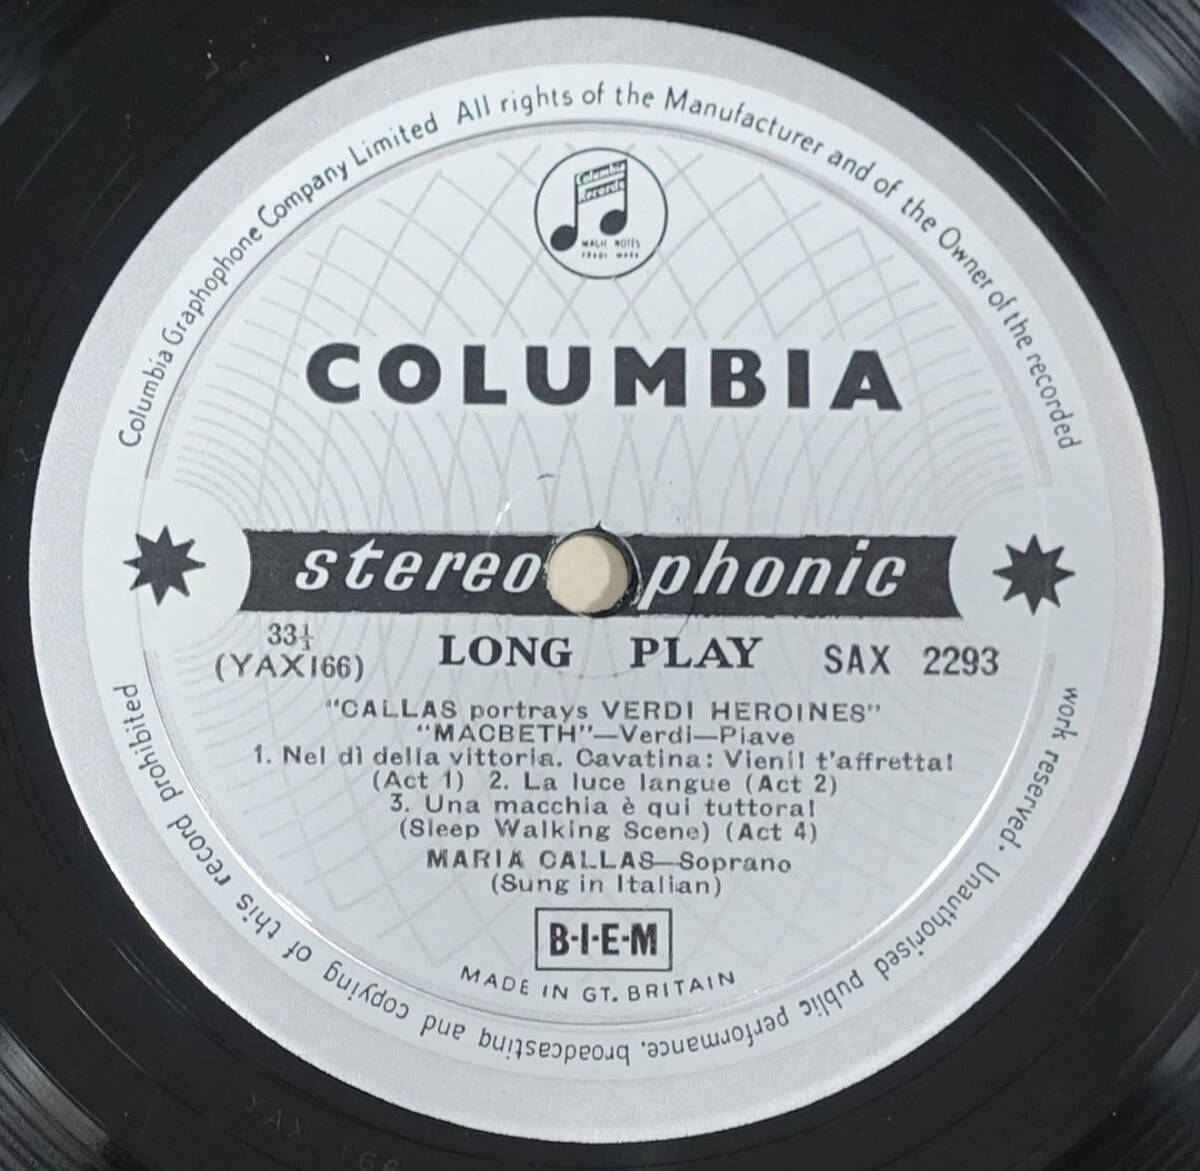 Columbia Graphophone Company Limited All rights of the Manufacturer and of the Owner of the recorded
work reserved. Unauthorised public performance, broadcasting and copying of this record prohibited
Columbia
Records
MAGIC NOTES
TRADE MARK
COLUMBIA
stereophonic
33⅓
(YAX166)
LONG PLAY
SAX 2293
"CALLAS portrays VERDI HEROINES"
"MACBETH"—Verdi—Piave
1. Nel dì della vittoria. Cavatina: Vieni! t'affretta!
(Act 1) 2. La luce langue (Act 2)
3. Una macchia è qui tuttora!
(Sleep Walking Scene) (Act 4)
MARIA CALLAS—Soprano
(Sung in Italian)
B·I·E·M
MADE IN GT. BRITAIN
YAX 166